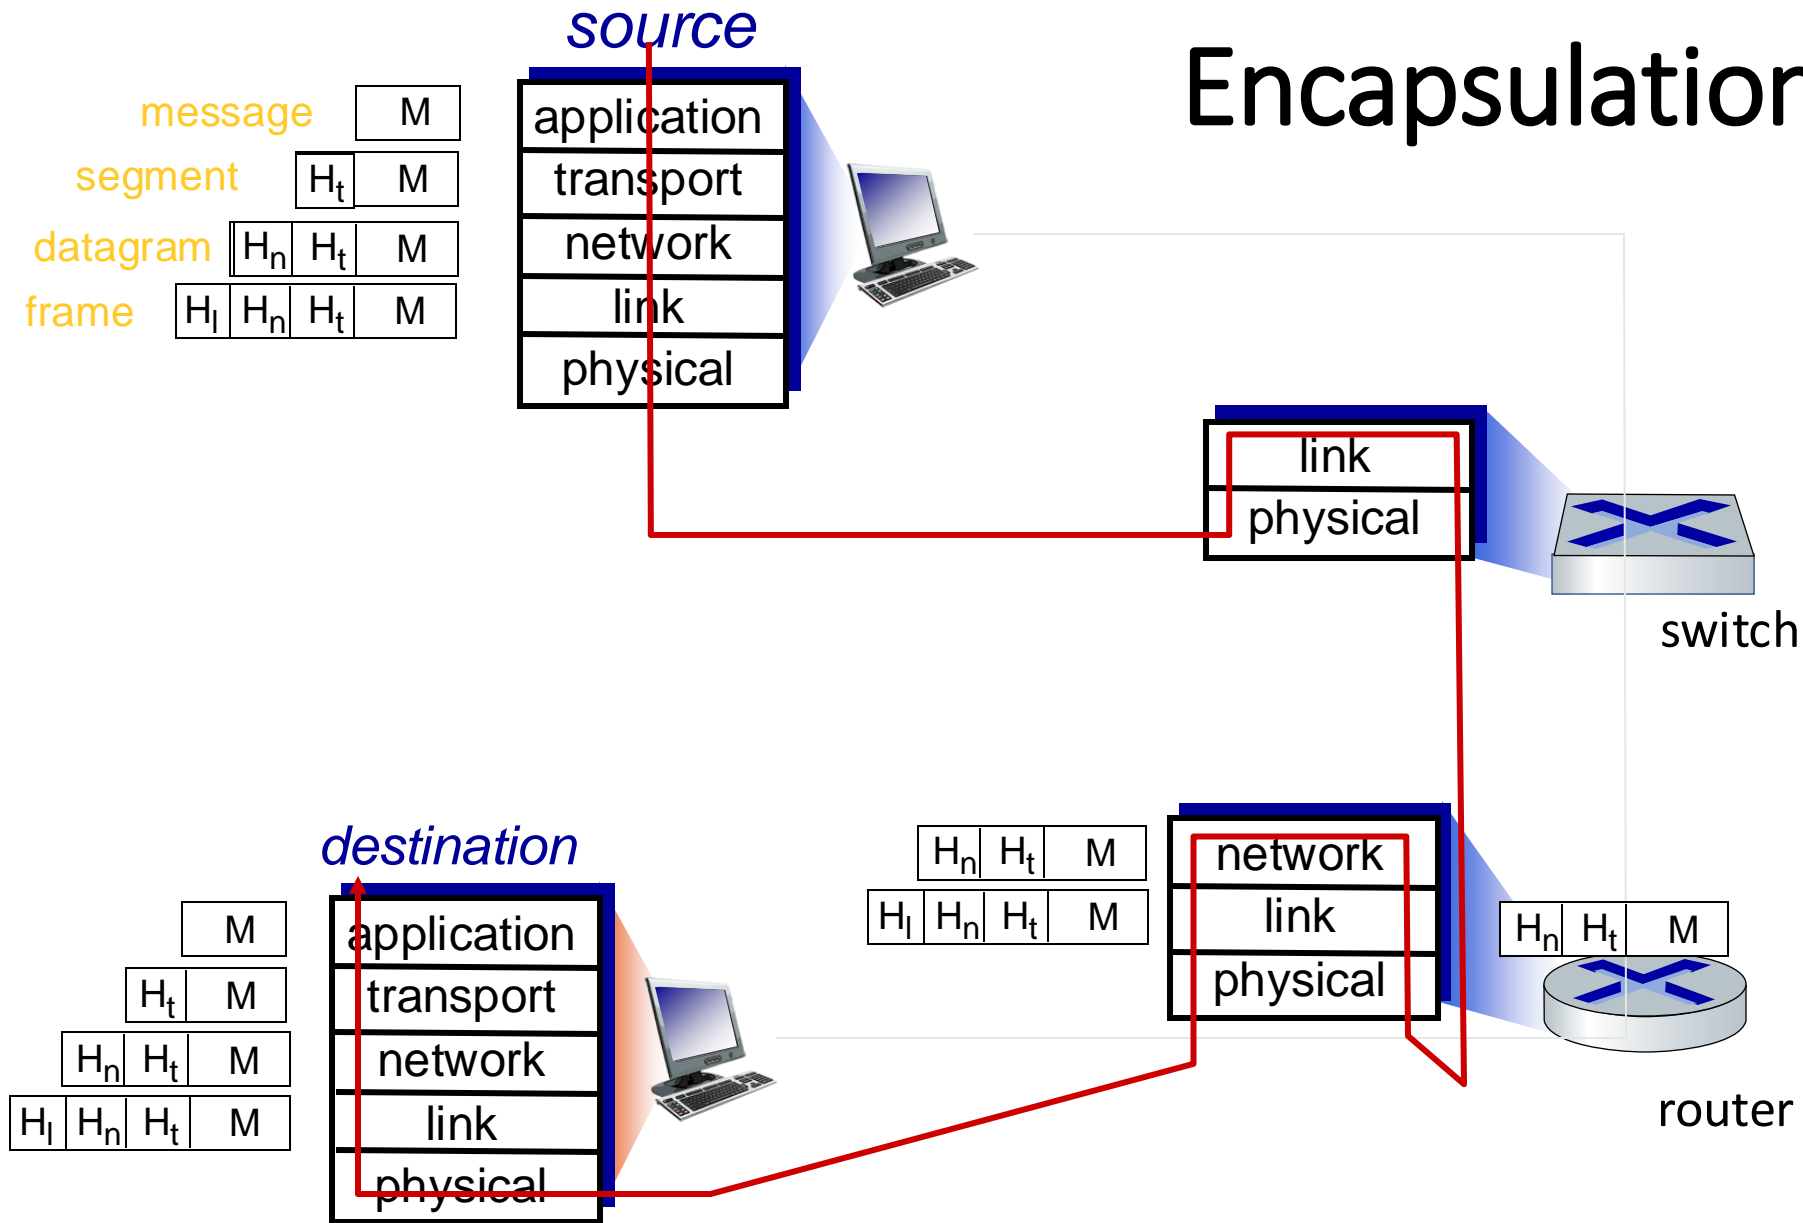 source
Encapsulation
message M
segment Ht M
datagram Hn Ht M
frame Hl Hn Ht M
application
transport
network
link
physical
link
physical
switch
destination
M
Ht M
Hn Ht M
Hl Hn Ht M
application
transport
network
link
physical
Hn Ht M
Hl Hn Ht M
network
link
physical
Hn Ht M
router